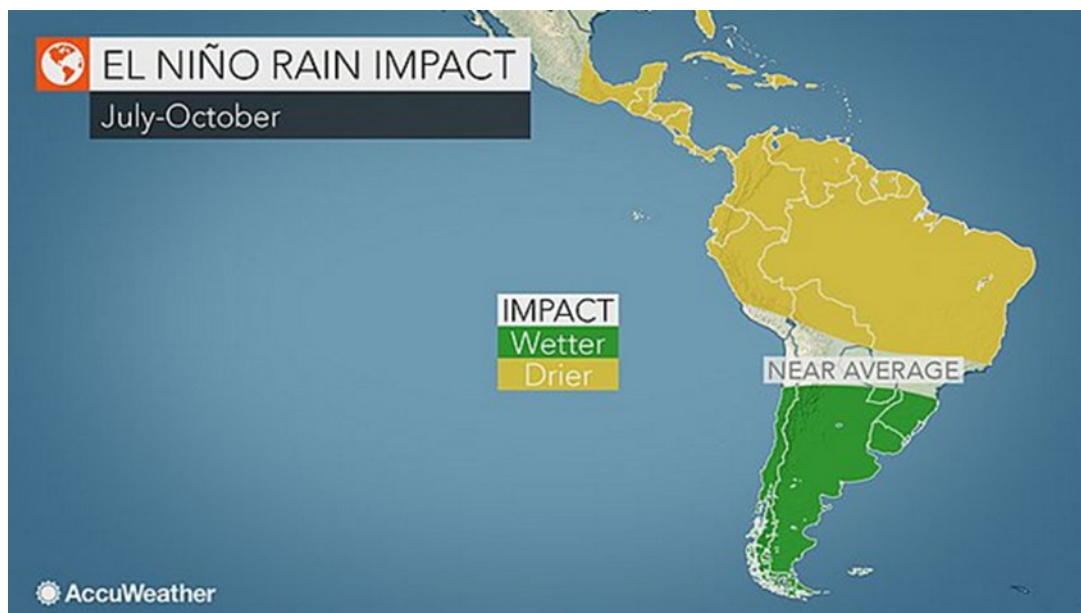 EL NIÑO RAIN IMPACT
July-October
IMPACT
Wetter
Drier
NEAR AVERAGE
AccuWeather